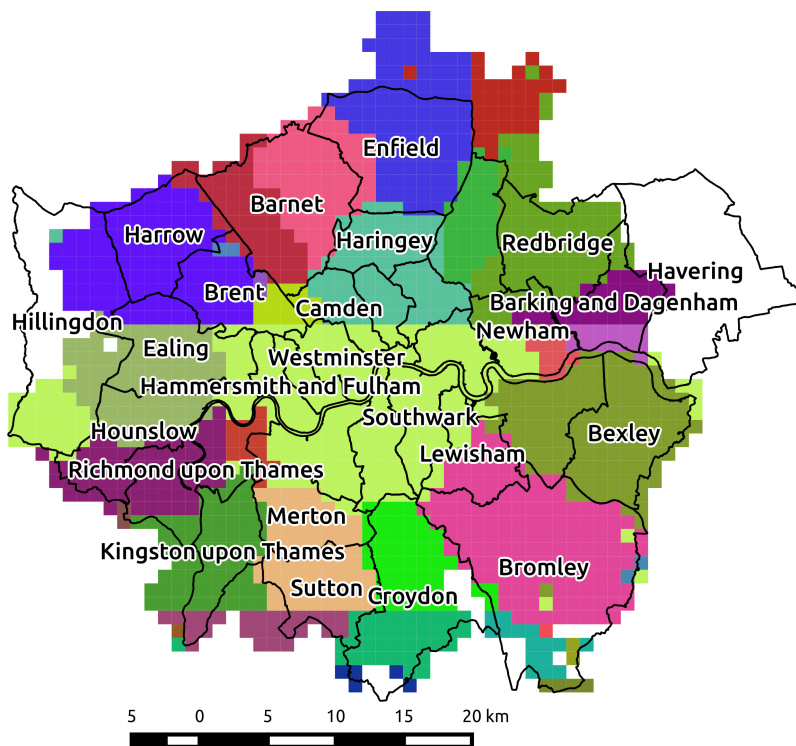 Enfield
Barnet
Harrow
Haringey
Redbridge
Havering
Brent
Camden
Barking and Dagenham
Hillingdon
Newham
Ealing
Westminster
Hammersmith and Fulham
Southwark
Hounslow
Bexley
Lewisham
Richmond upon Thames
Merton
Kingston upon Thames
Bromley
Sutton
Croydon
5 0 5 10 15 20 km